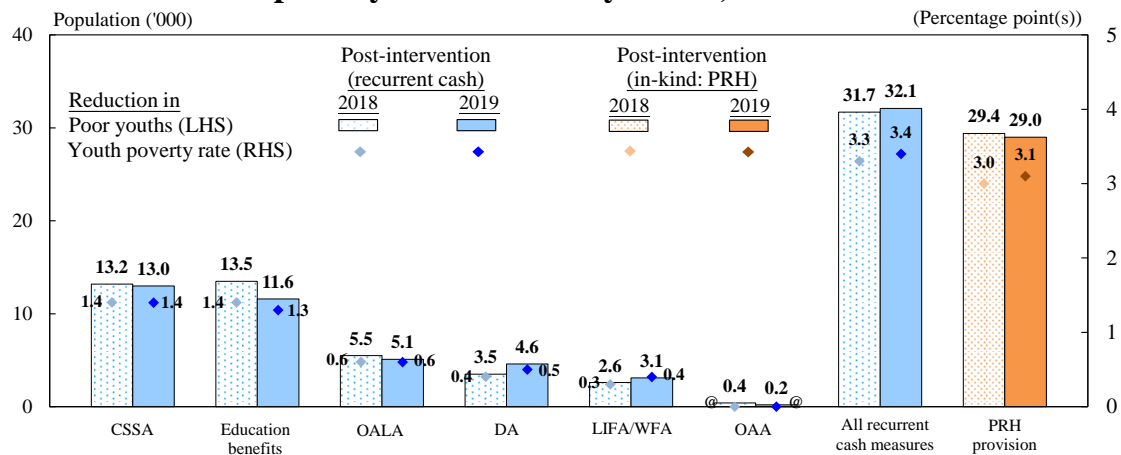 Population ('000)
(Percentage point(s))
40
30
20
10
0
5
4
3
2
1
0
Post-intervention
(recurrent cash)
Post-intervention
(in-kind: PRH)
Reduction in
2018
2019
2018
2019
Poor youths (LHS)
Youth poverty rate (RHS)
13.2
13.0
1.4
1.4
13.5
11.6
1.4
1.3
5.5
5.1
0.6
0.6
3.5
4.6
0.4
0.5
2.6
3.1
0.3
0.4
0.4
0.2
@
@
31.7
32.1
3.3
3.4
29.4
29.0
3.0
3.1
CSSA
Education
benefits
OALA
DA
LIFA/WFA
OAA
All recurrent
cash measures
PRH
provision